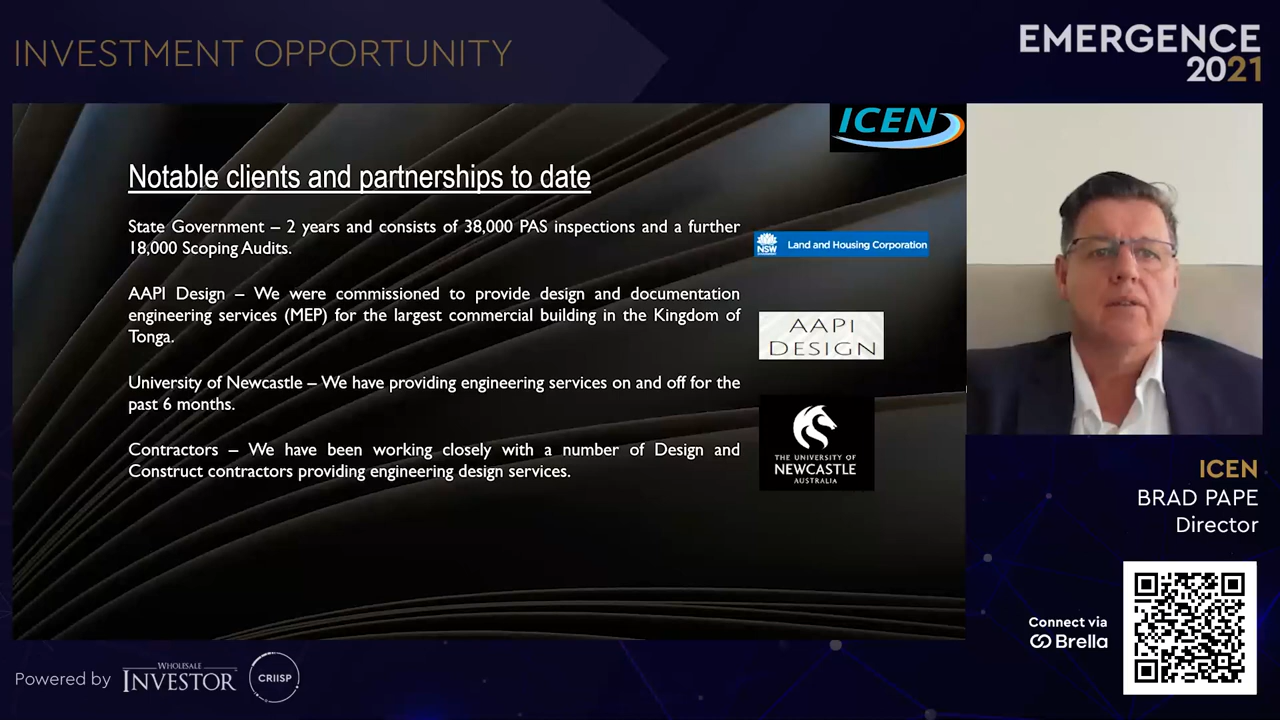 INVESTMENT OPPORTUNITY
EMERGENCE
2021
ICEN
Notable clients and partnerships to date
State Government – 2 years and consists of 38,000 PAS inspections and a further
18,000 Scoping Audits.
NSW
Land and Housing Corporation
AAPI Design – We were commissioned to provide design and documentation
engineering services (MEP) for the largest commercial building in the Kingdom of
Tonga.
AAPI
DESIGN
University of Newcastle – We have providing engineering services on and off for the
past 6 months.
Contractors – We have been working closely with a number of Design and
Construct contractors providing engineering design services.
THE UNIVERSITY OF
NEWCASTLE
AUSTRALIA
ICEN
BRAD PAPE
Director
Connect via
Brella
Powered by
WHOLESALE
INVESTOR
CRIISP